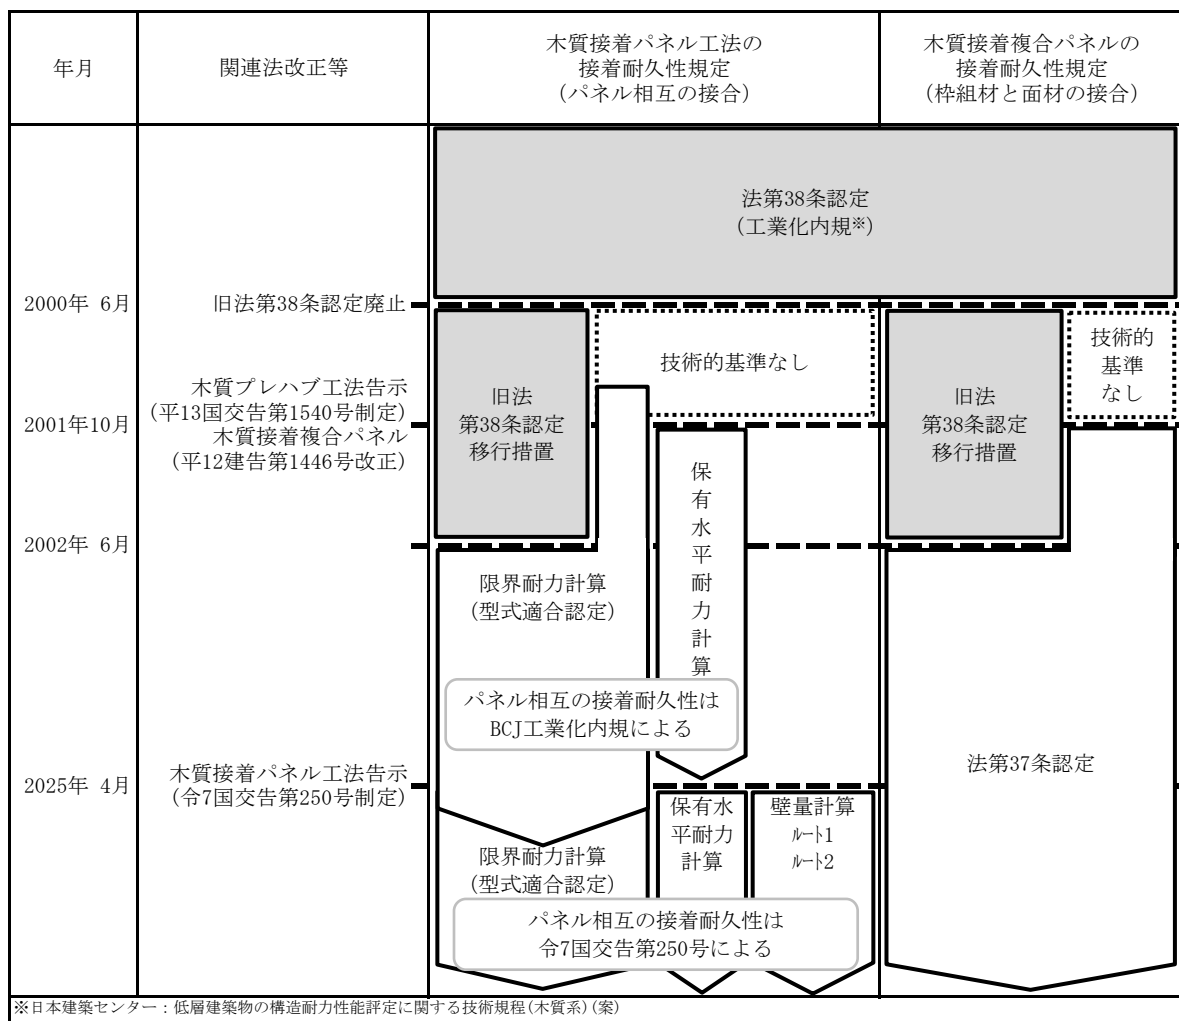 年月
関連法改正等
木質接着パネル工法の
接着耐久性規定
(パネル相互の接合)
木質接着複合パネルの
接着耐久性規定
(枠組材と面材の接合)
法第38条認定
(工業化内規※)
2000年 6月
旧法第38条認定廃止
旧法
第38条認定
移行措置
技術的基準なし
旧法
第38条認定
移行措置
技術的
基準
なし
木質プレハブ工法告示
(平13国交告第1540号制定)
2001年10月
木質接着複合パネル
(平12建告第1446号改正)
保有水平耐力計算
2002年 6月
限界耐力計算
(型式適合認定)
パネル相互の接着耐久性は
BCJ工業化内規による
法第37条認定
2025年 4月
木質接着パネル工法告示
(令7国交告第250号制定)
限界耐力計算
(型式適合認定)
保有水
平耐力
計算
壁量計算
ルート1
ルート2
パネル相互の接着耐久性は
令7国交告第250号による
※日本建築センター:低層建築物の構造耐力性能評定に関する技術規程(木質系)(案)